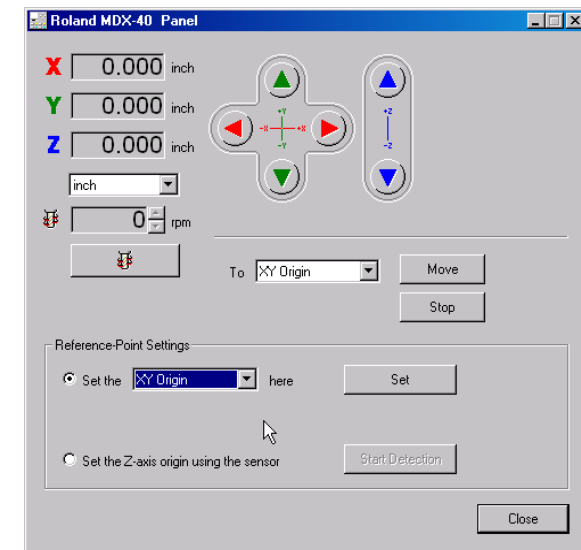 Roland MDX-40 Panel
X 0.000 inch
Y 0.000 inch
Z 0.000 inch
+Y
-X +X
-Y
+Z
-Z
inch
0 rpm
To XY Origin Move
Stop
Reference-Point Settings
Set the XY Origin here Set
Set the Z-axis origin using the sensor Start Detection
Close